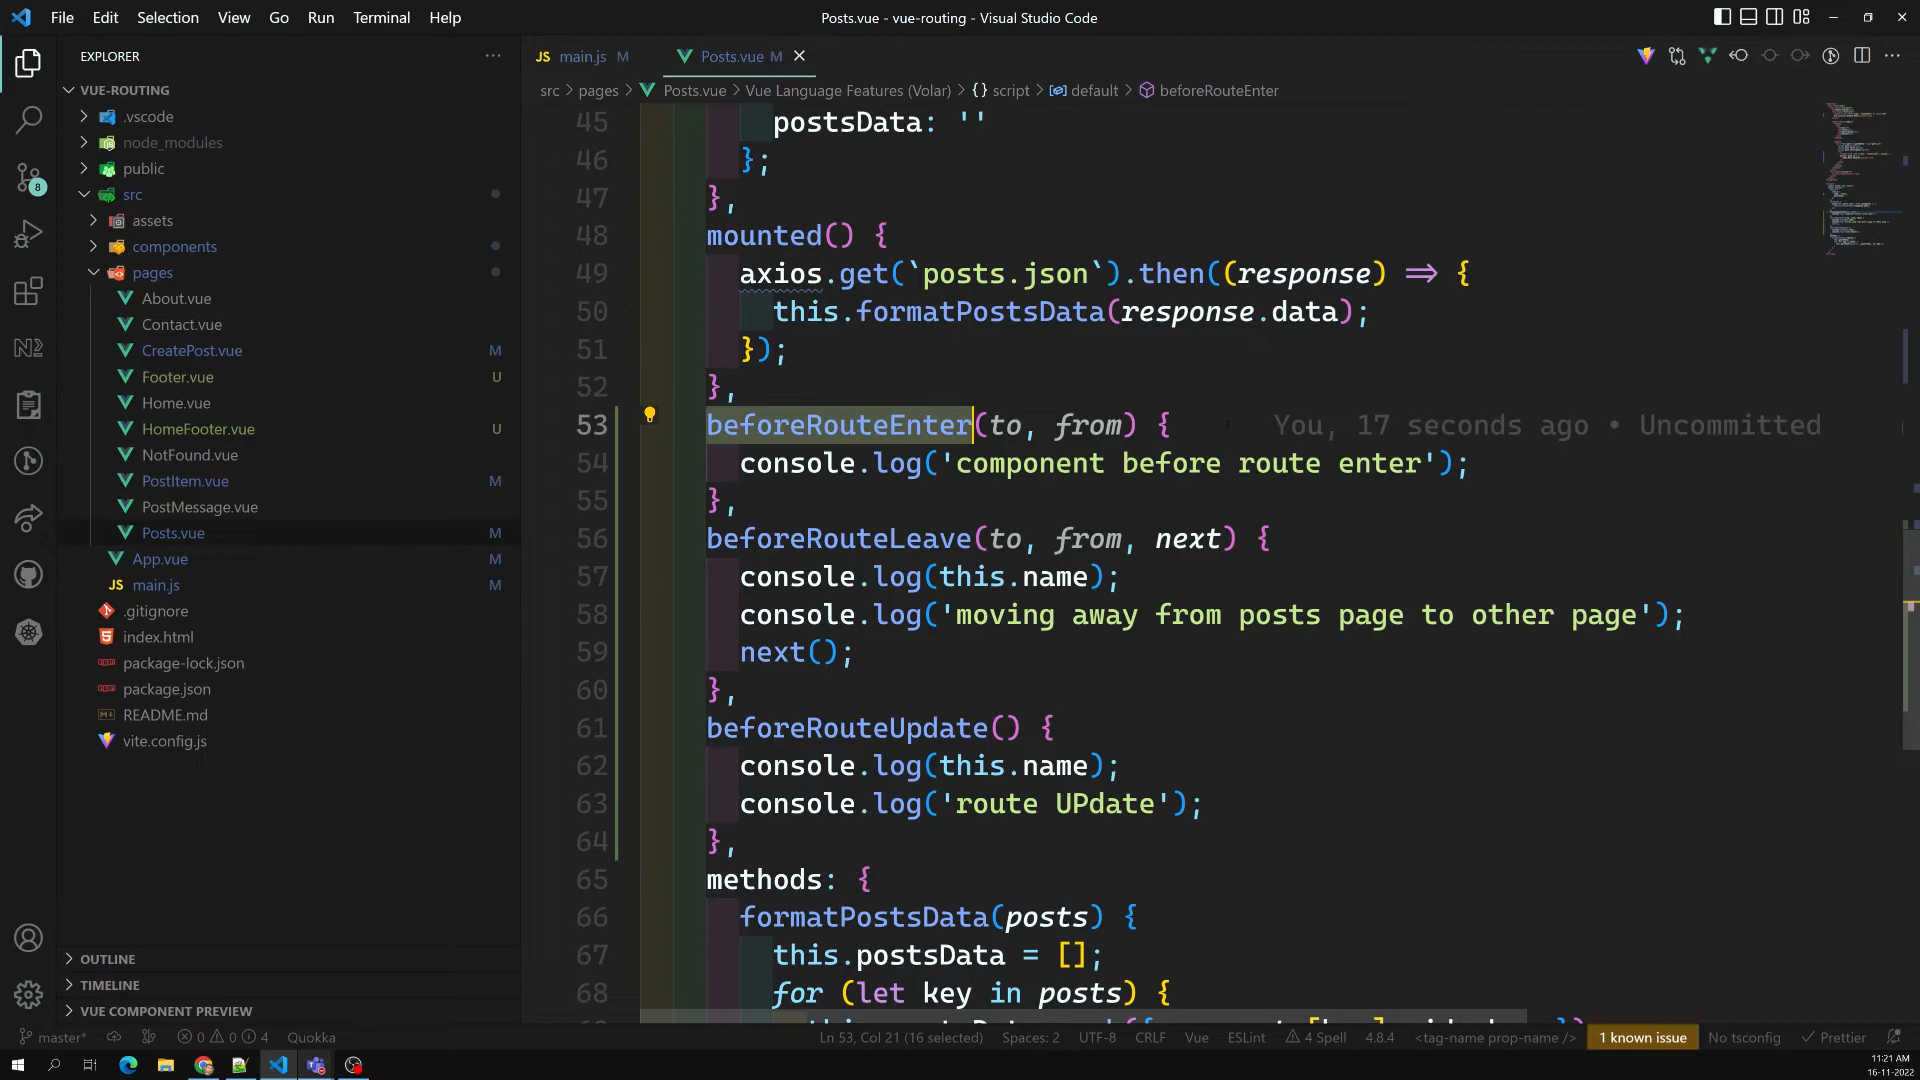 File Edit Selection View Go Run Terminal Help
Posts.vue - vue-routing - Visual Studio Code
EXPLORER
VUE-ROUTING
.vscode
node_modules
public
src
assets
components
pages
About.vue
Contact.vue
CreatePost.vue M
Footer.vue U
Home.vue
HomeFooter.vue U
NotFound.vue
PostItem.vue M
PostMessage.vue
Posts.vue M
App.vue M
JS main.js M
.gitignore
index.html
package-lock.json
package.json
README.md
vite.config.js
OUTLINE
TIMELINE
VUE COMPONENT PREVIEW
8
JS main.js M Posts.vue M
src > pages > Posts.vue > Vue Language Features (Volar) > {} script > default > beforeRouteEnter
45 postsData: ''
46 };
47 },
48 mounted() {
49 axios.get(`posts.json`).then((response) => {
50 this.formatPostsData(response.data);
51 });
52 },
53 beforeRouteEnter(to, from) { You, 17 seconds ago • Uncommitted
54 console.log('component before route enter');
55 },
56 beforeRouteLeave(to, from, next) {
57 console.log(this.name);
58 console.log('moving away from posts page to other page');
59 next();
60 },
61 beforeRouteUpdate() {
62 console.log(this.name);
63 console.log('route UPdate');
64 },
65 methods: {
66 formatPostsData(posts) {
67 this.postsData = [];
68 for (let key in posts) {
master* 0 0 4 Quokka Ln 53, Col 21 (16 selected) Spaces: 2 UTF-8 CRLF Vue ESLint 4 Spell 4.8.4 <tag-name prop-name /> 1 known issue No tsconfig Prettier
11:21 AM
16-11-2022